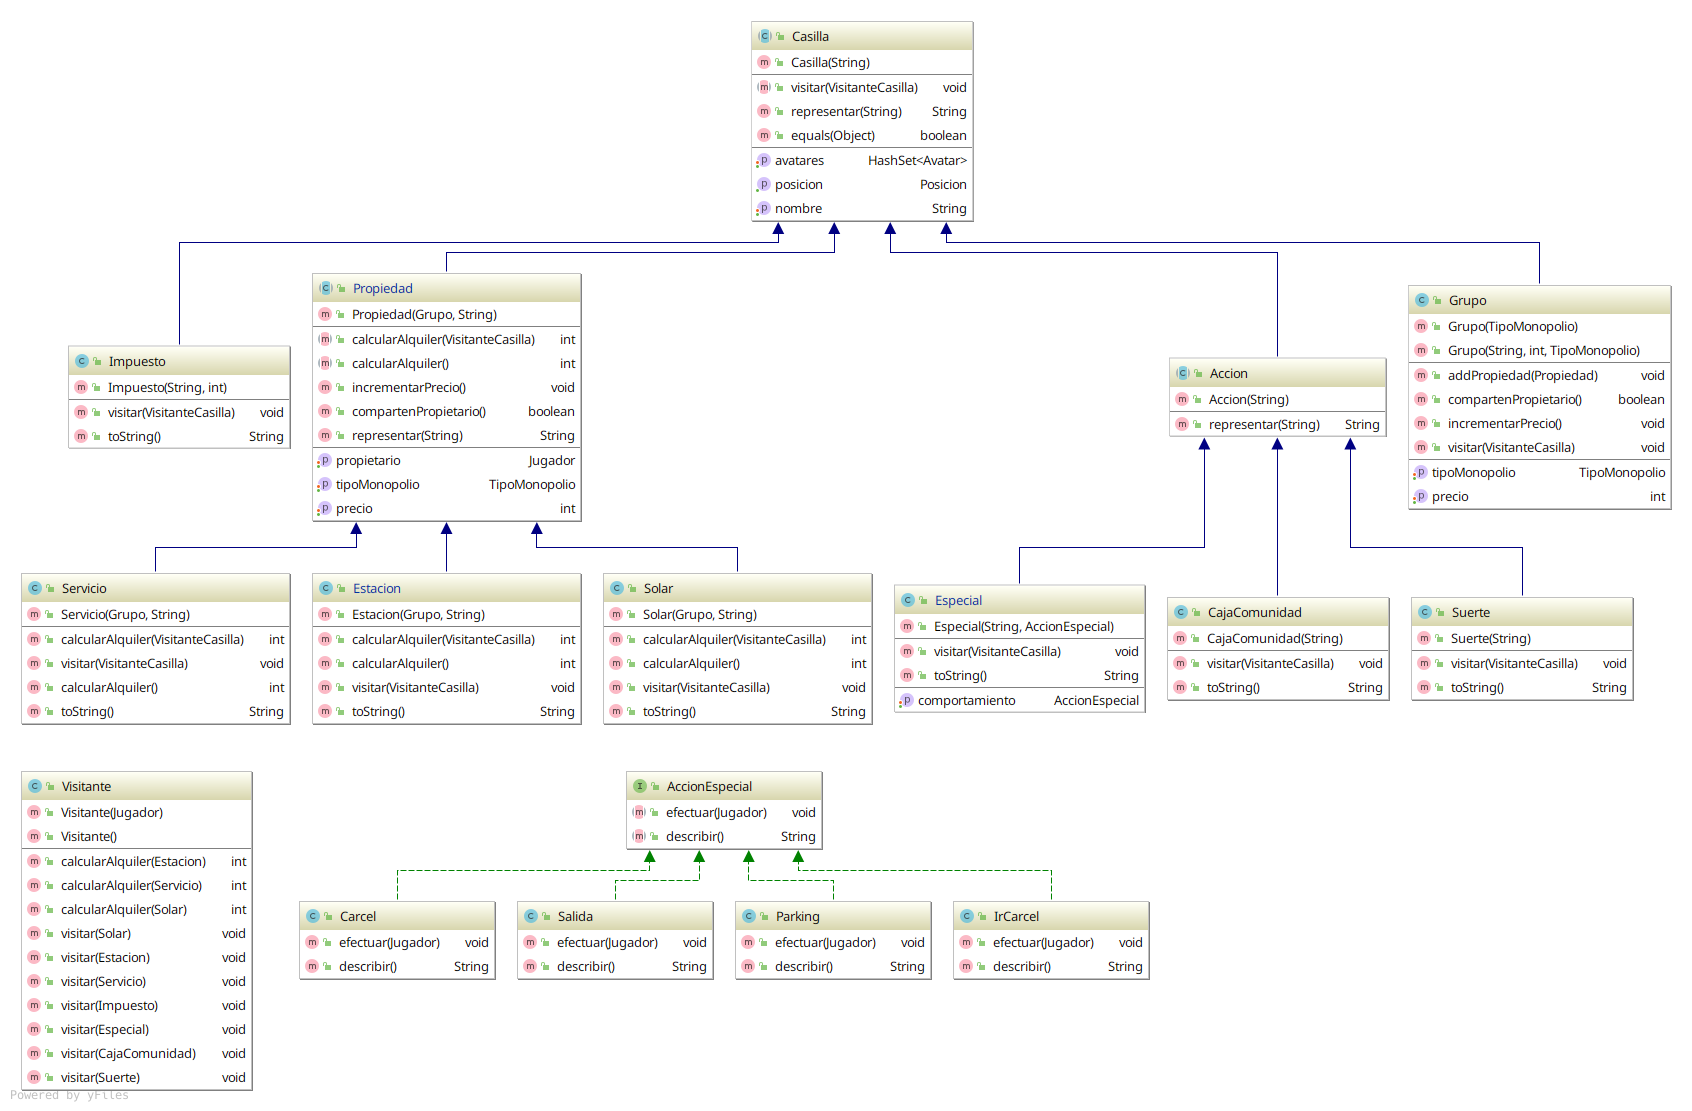 Casilla
Casilla(String)
visitar(VisitanteCasilla) void
representar(String) String
equals(Object) boolean
avatares HashSet<Avatar>
posicion Posicion
nombre String
Propiedad
Propiedad(Grupo, String)
calcularAlquiler(VisitanteCasilla) int
calcularAlquiler() int
incrementarPrecio() void
compartenPropietario() boolean
representar(String) String
propietario Jugador
tipoMonopolio TipoMonopolio
precio int
Grupo
Grupo(TipoMonopolio)
Grupo(String, int, TipoMonopolio)
addPropiedad(Propiedad) void
compartenPropietario() boolean
incrementarPrecio() void
visitar(VisitanteCasilla) void
tipoMonopolio TipoMonopolio
precio int
Impuesto
Impuesto(String, int)
visitar(VisitanteCasilla) void
toString() String
Accion
Accion(String)
representar(String) String
Servicio
Servicio(Grupo, String)
calcularAlquiler(VisitanteCasilla) int
visitar(VisitanteCasilla) void
calcularAlquiler() int
toString() String
Estacion
Estacion(Grupo, String)
calcularAlquiler(VisitanteCasilla) int
calcularAlquiler() int
visitar(VisitanteCasilla) void
toString() String
Solar
Solar(Grupo, String)
calcularAlquiler(VisitanteCasilla) int
calcularAlquiler() int
visitar(VisitanteCasilla) void
toString() String
Especial
Especial(String, AccionEspecial)
visitar(VisitanteCasilla) void
toString() String
comportamiento AccionEspecial
CajaComunidad
CajaComunidad(String)
visitar(VisitanteCasilla) void
toString() String
Suerte
Suerte(String)
visitar(VisitanteCasilla) void
toString() String
Visitante
Visitante(Jugador)
Visitante()
calcularAlquiler(Estacion) int
calcularAlquiler(Servicio) int
calcularAlquiler(Solar) int
visitar(Solar) void
visitar(Estacion) void
visitar(Servicio) void
visitar(Impuesto) void
visitar(Especial) void
visitar(CajaComunidad) void
visitar(Suerte) void
AccionEspecial
efectuar(Jugador) void
describir() String
Carcel
efectuar(Jugador) void
describir() String
Salida
efectuar(Jugador) void
describir() String
Parking
efectuar(Jugador) void
describir() String
IrCarcel
efectuar(Jugador) void
describir() String
Powered by yFiles